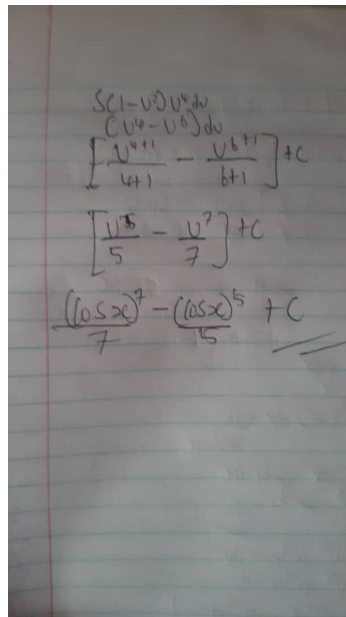 S(1-u²)u⁴du
(u⁴-u⁶)du
[u⁴⁺¹/4+1 - u⁶⁺¹/6+1]+c
[u⁵/5 - u⁷/7]+c
(cosx)⁷/7 - (cosx)⁵/5 + C